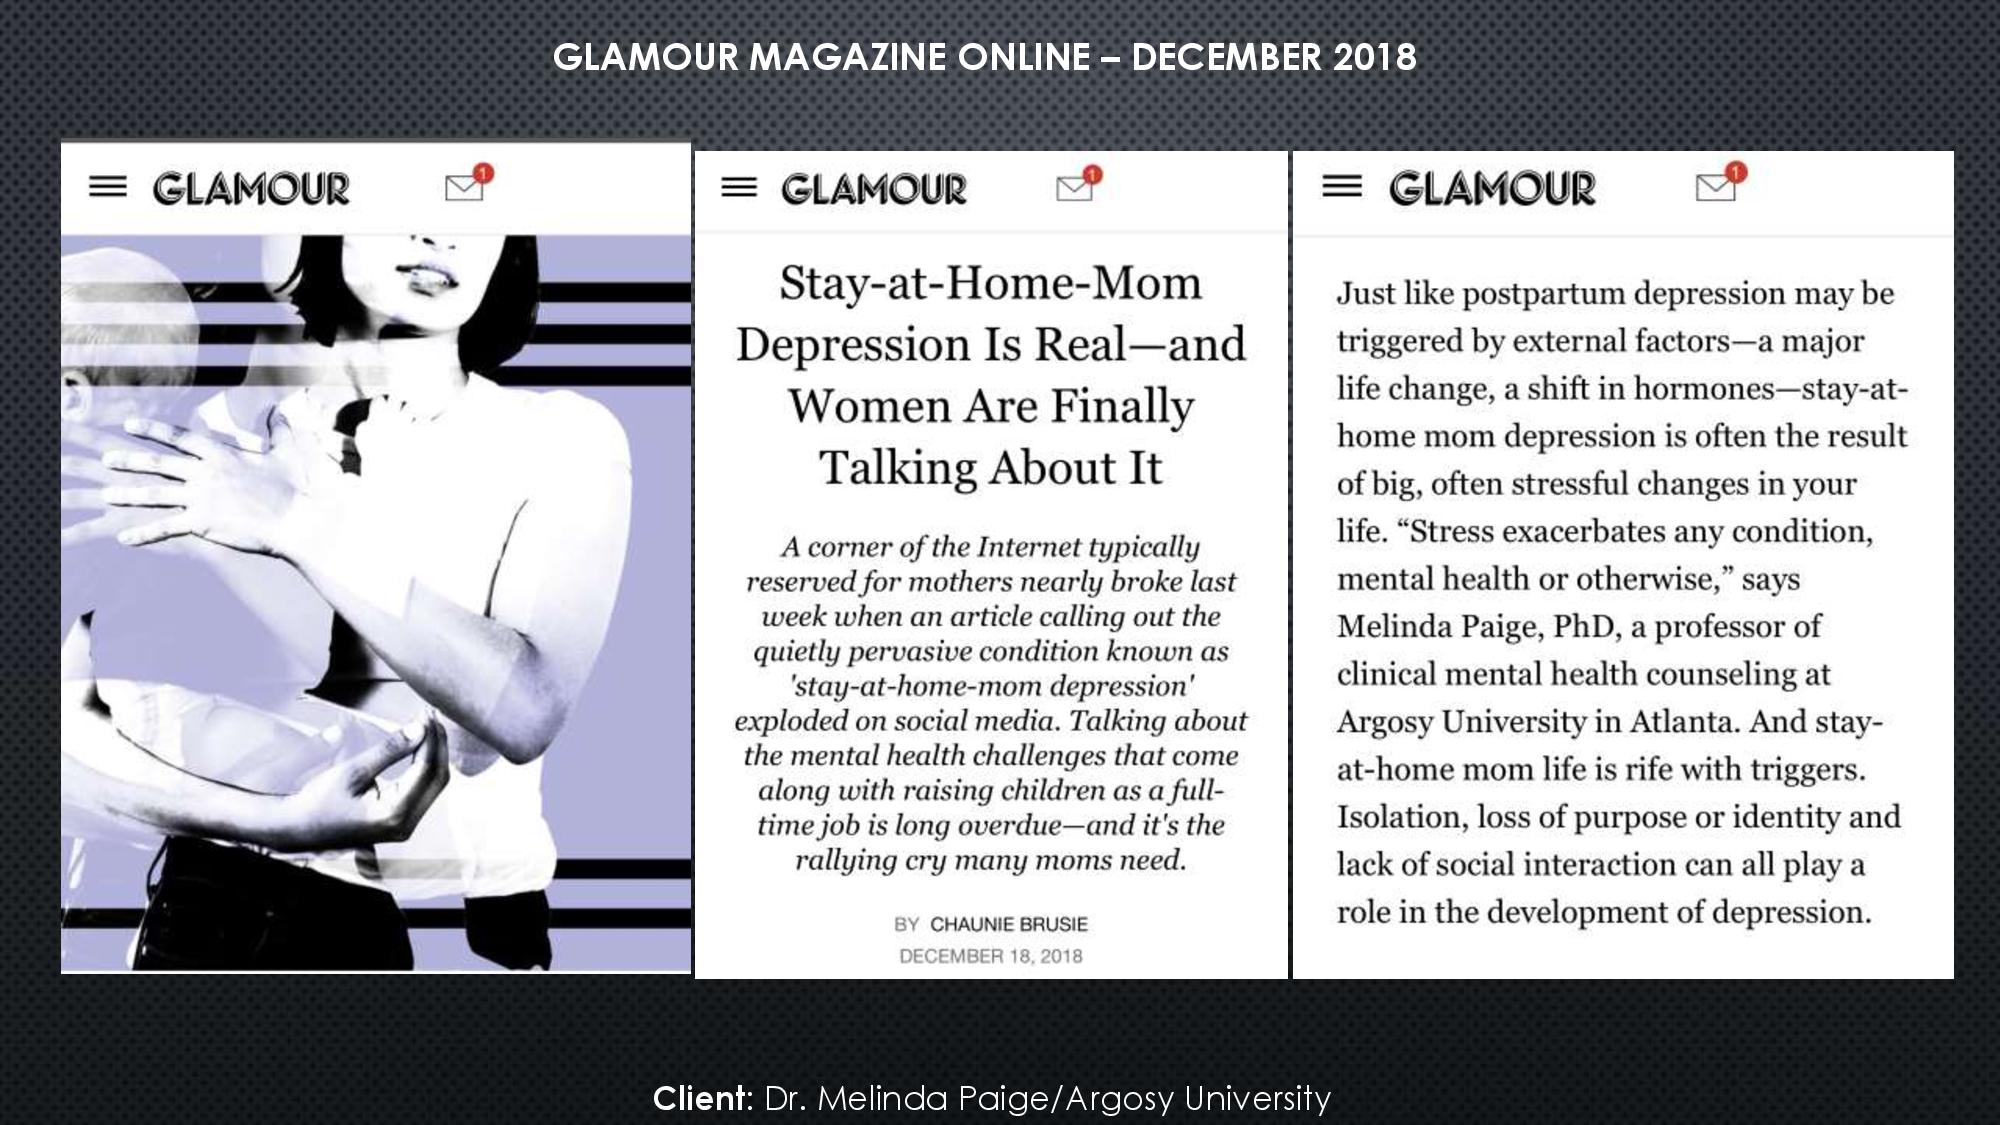 GLAMOUR MAGAZINE ONLINE – DECEMBER 2018
GLAMOUR
1
GLAMOUR
1
Stay-at-Home-Mom
Depression Is Real—and
Women Are Finally
Talking About It
A corner of the Internet typically
reserved for mothers nearly broke last
week when an article calling out the
quietly pervasive condition known as
'stay-at-home-mom depression'
exploded on social media. Talking about
the mental health challenges that come
along with raising children as a full-
time job is long overdue—and it's the
rallying cry many moms need.
BY CHAUNIE BRUSIE
DECEMBER 18, 2018
GLAMOUR
1
Just like postpartum depression may be
triggered by external factors—a major
life change, a shift in hormones—stay-at-
home mom depression is often the result
of big, often stressful changes in your
life. “Stress exacerbates any condition,
mental health or otherwise,” says
Melinda Paige, PhD, a professor of
clinical mental health counseling at
Argosy University in Atlanta. And stay-
at-home mom life is rife with triggers.
Isolation, loss of purpose or identity and
lack of social interaction can all play a
role in the development of depression.
Client: Dr. Melinda Paige/Argosy University